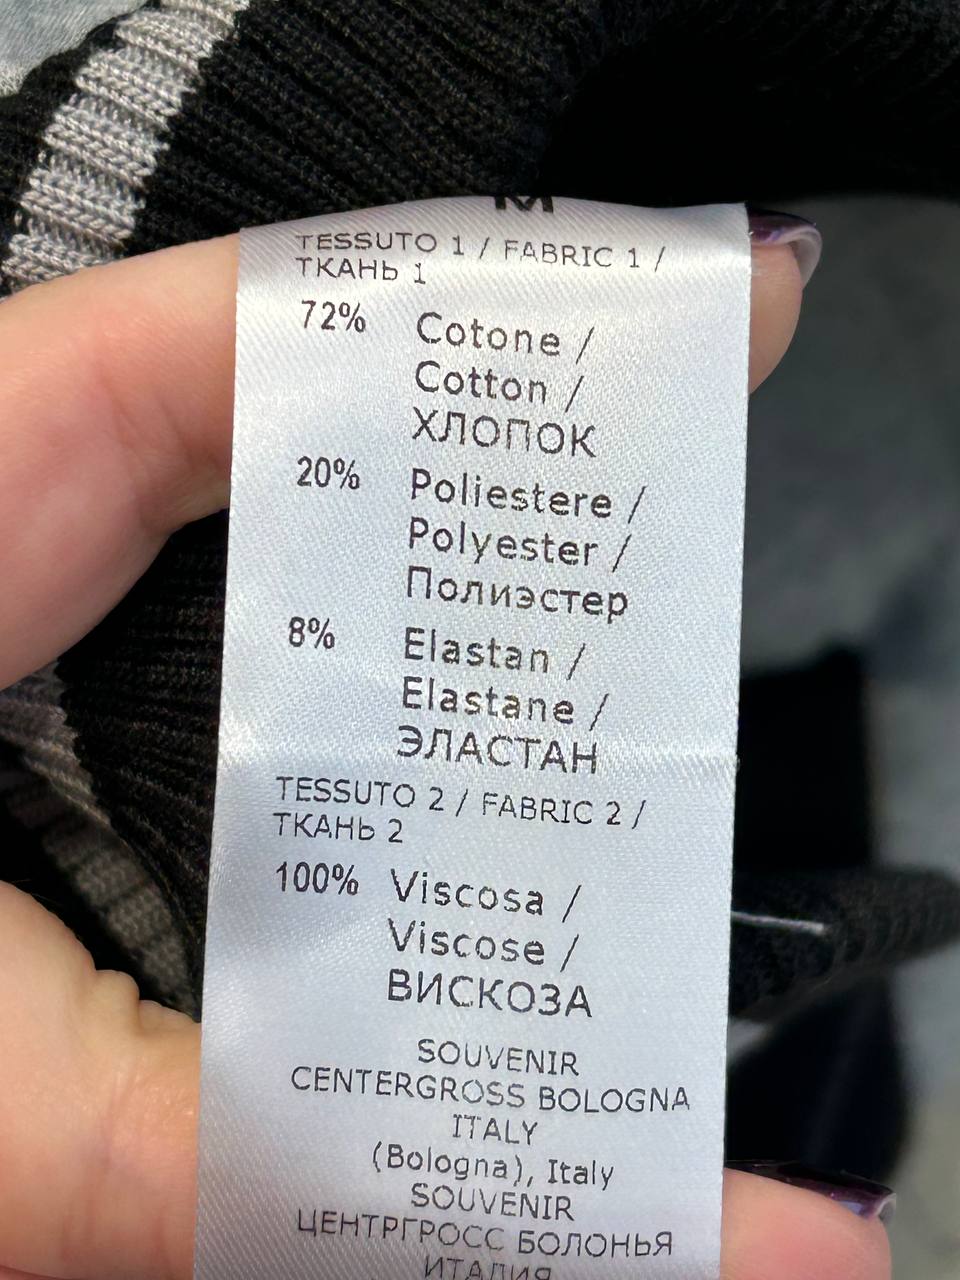 M
TESSUTO 1 / FABRIC 1 /
ТКАНЬ 1
72% Cotone /
Cotton /
ХЛОПОК
20% Poliestere /
Polyester /
Полиэстер
8% Elastan /
Elastane /
ЭЛАСТАН
TESSUTO 2 / FABRIC 2 /
ТКАНЬ 2
100% Viscosa /
Viscose /
ВИСКОЗА
SOUVENIR
CENTERGROSS BOLOGNA
ITALY
(Bologna), Italy
SOUVENIR
ЦЕНТРГРОСС БОЛОНЬЯ
ИТАЛИЯ